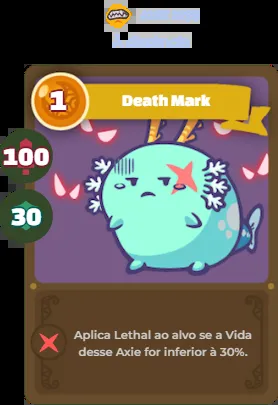 1
Death Mark
100
30
Aplica Lethal ao alvo se a Vida
desse Axie for inferior à 30%.